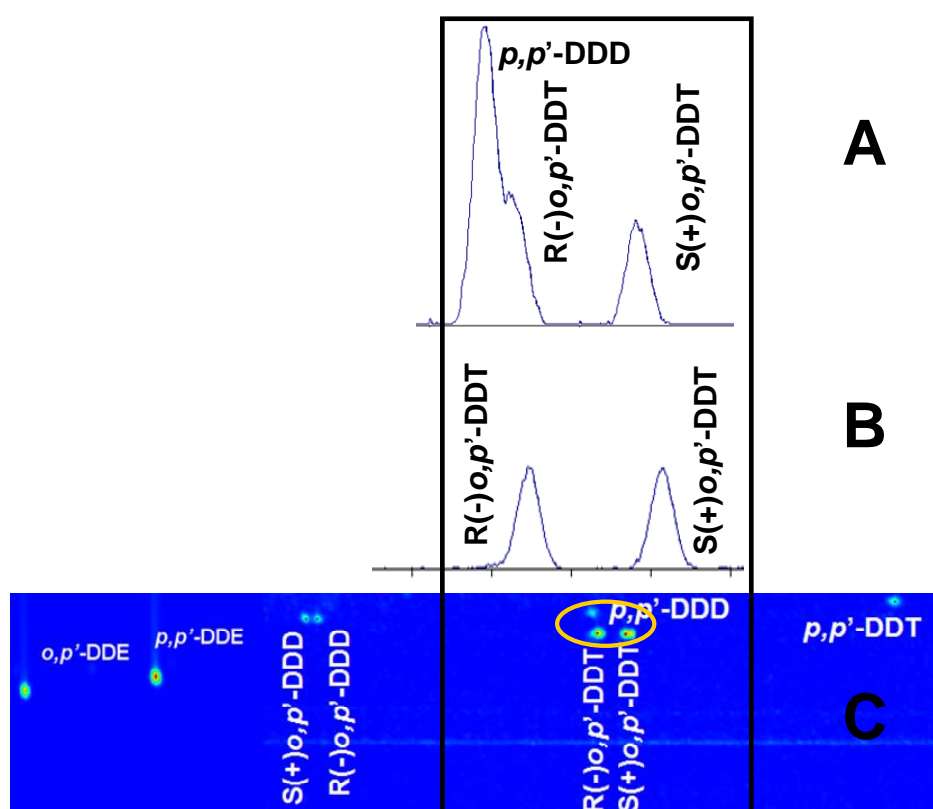 p,p’-DDD
R(-)o,p’-DDT
S(+)o,p’-DDT
A
R(-)o,p’-DDT
S(+)o,p’-DDT
B
o,p’-DDE
p,p’-DDE
S(+)o,p’-DDD
R(-)o,p’-DDD
p,p’-DDD
R(-)o,p’-DDT
S(+)o,p’-DDT
p,p’-DDT
C